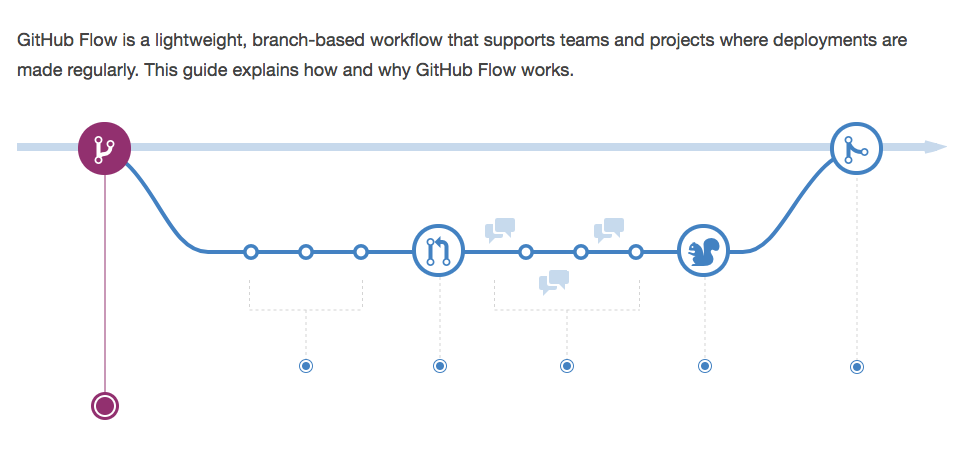 GitHub Flow is a lightweight, branch-based workflow that supports teams and projects where deployments are
made regularly. This guide explains how and why GitHub Flow works.